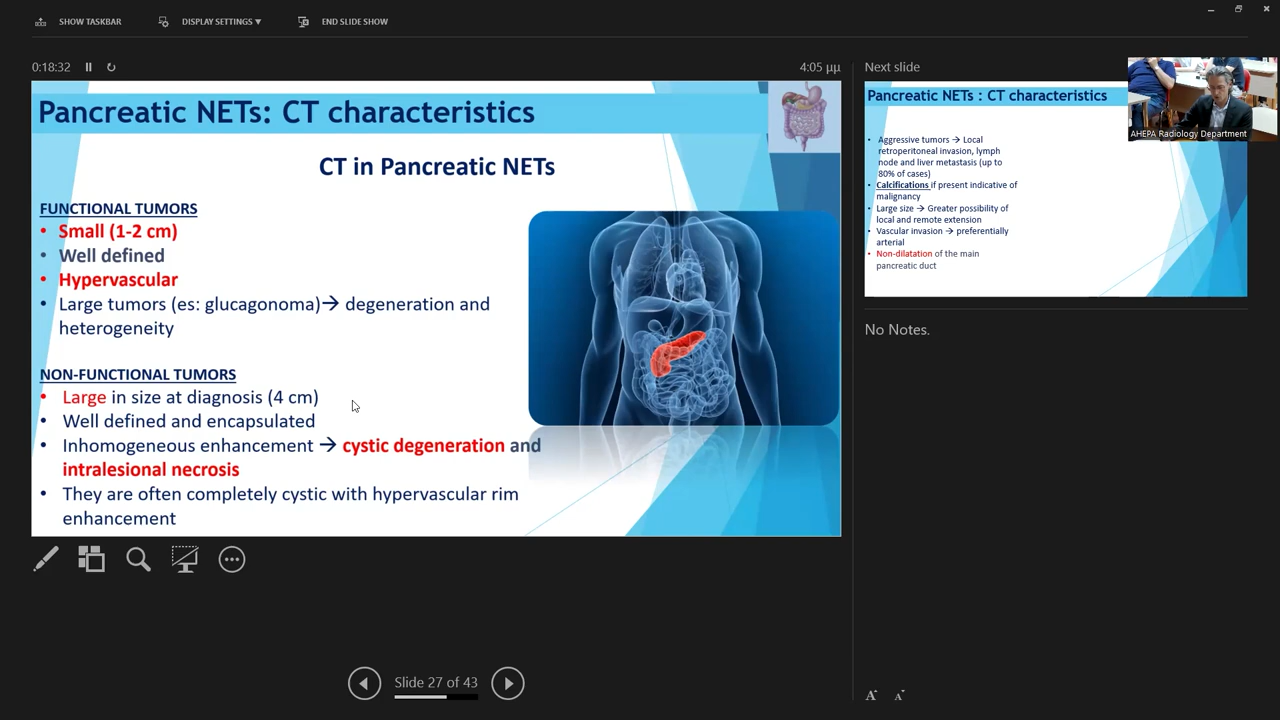 SHOW TASKBAR
DISPLAY SETTINGS ▼
END SLIDE SHOW
0:18:32
4:05 μμ
Pancreatic NETs: CT characteristics
CT in Pancreatic NETs
FUNCTIONAL TUMORS
• Small (1-2 cm)
• Well defined
• Hypervascular
• Large tumors (es: glucagonoma)→ degeneration and
heterogeneity
NON-FUNCTIONAL TUMORS
• Large in size at diagnosis (4 cm)
• Well defined and encapsulated
• Inhomogeneous enhancement → cystic degeneration and
intralesional necrosis
• They are often completely cystic with hypervascular rim
enhancement
Slide 27 of 43
Next slide
Pancreatic NETs : CT characteristics
• Aggressive tumors → Local
retroperitoneal invasion, lymph
node and liver metastasis (up to
80% of cases)
• Calcifications if present indicative of
malignancy
• Large size → Greater possibility of
local and remote extension
• Vascular invasion → preferentially
arterial
• Non-dilatation of the main
pancreatic duct
AHEPA Radiology Department
No Notes.
A A